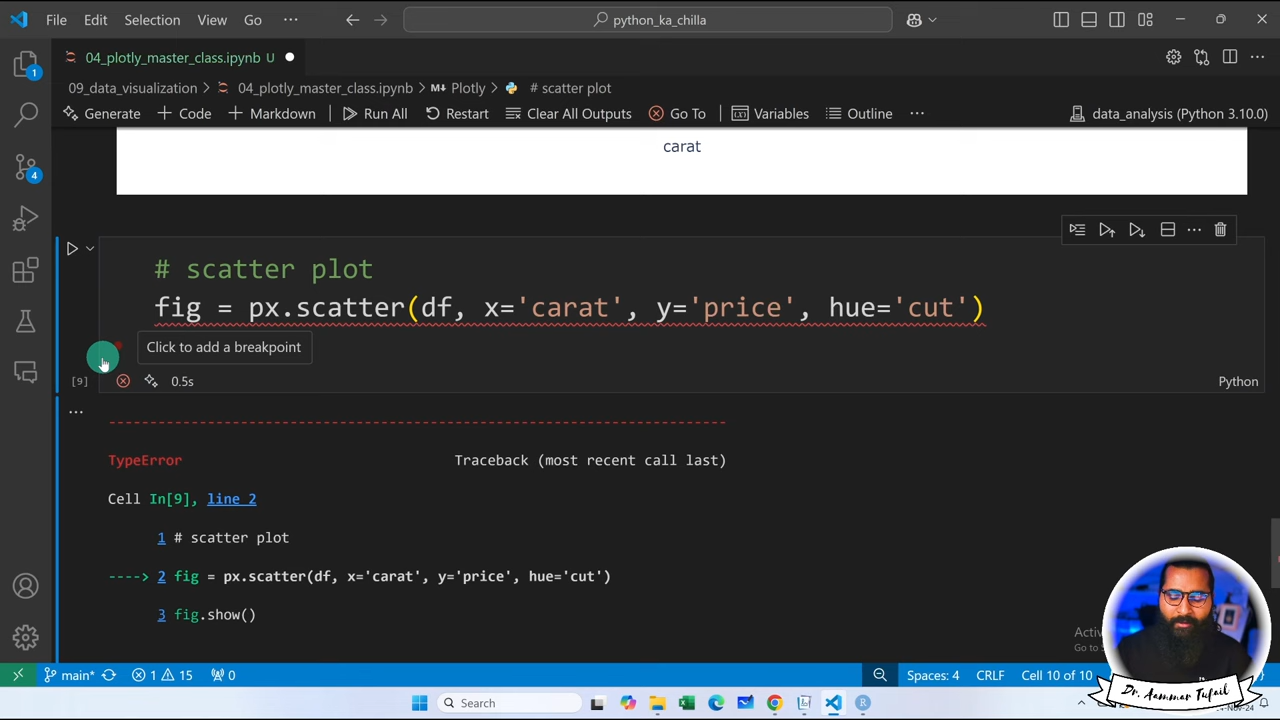 File Edit Selection View Go ··· python_ka_chilla
04_plotly_master_class.ipynb U
09_data_visualization > 04_plotly_master_class.ipynb > M↓ Plotly > # scatter plot
Generate + Code + Markdown Run All Restart Clear All Outputs Go To Variables Outline ··· data_analysis (Python 3.10.0)
1
4
carat
# scatter plot
fig = px.scatter(df, x='carat', y='price', hue='cut')
Click to add a breakpoint
[9] 0.5s Python
---------------------------------------------------------------------------
TypeError Traceback (most recent call last)
Cell In[9], line 2
1 # scatter plot
----> 2 fig = px.scatter(df, x='carat', y='price', hue='cut')
3 fig.show()
main* 1 15 0 Spaces: 4 CRLF Cell 10 of 10
Search
Dr. Aammar Tufail